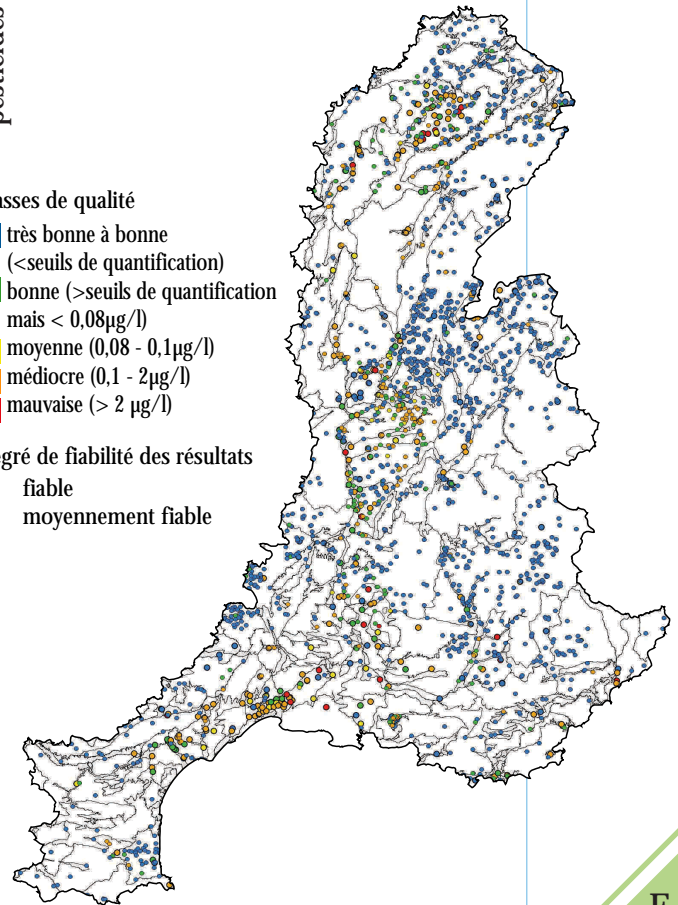 pesticides
asses de qualité
très bonne à bonne
(<seuils de quantification)
bonne (>seuils de quantification
mais < 0,08µg/l)
moyenne (0,08 - 0,1µg/l)
médiocre (0,1 - 2µg/l)
mauvaise (> 2 µg/l)
gré de fiabilité des résultats
fiable
moyennement fiable